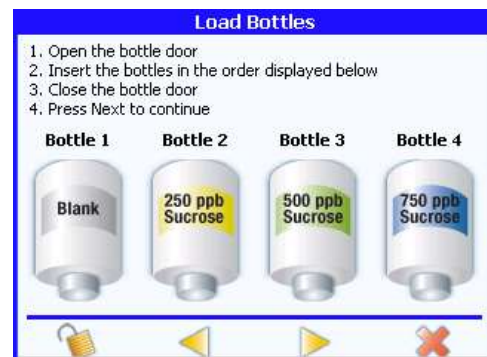 Load Bottles
1. Open the bottle door
2. Insert the bottles in the order displayed below
3. Close the bottle door
4. Press Next to continue
Bottle 1 Bottle 2 Bottle 3 Bottle 4
Blank
250 ppb
Sucrose
500 ppb
Sucrose
750 ppb
Sucrose